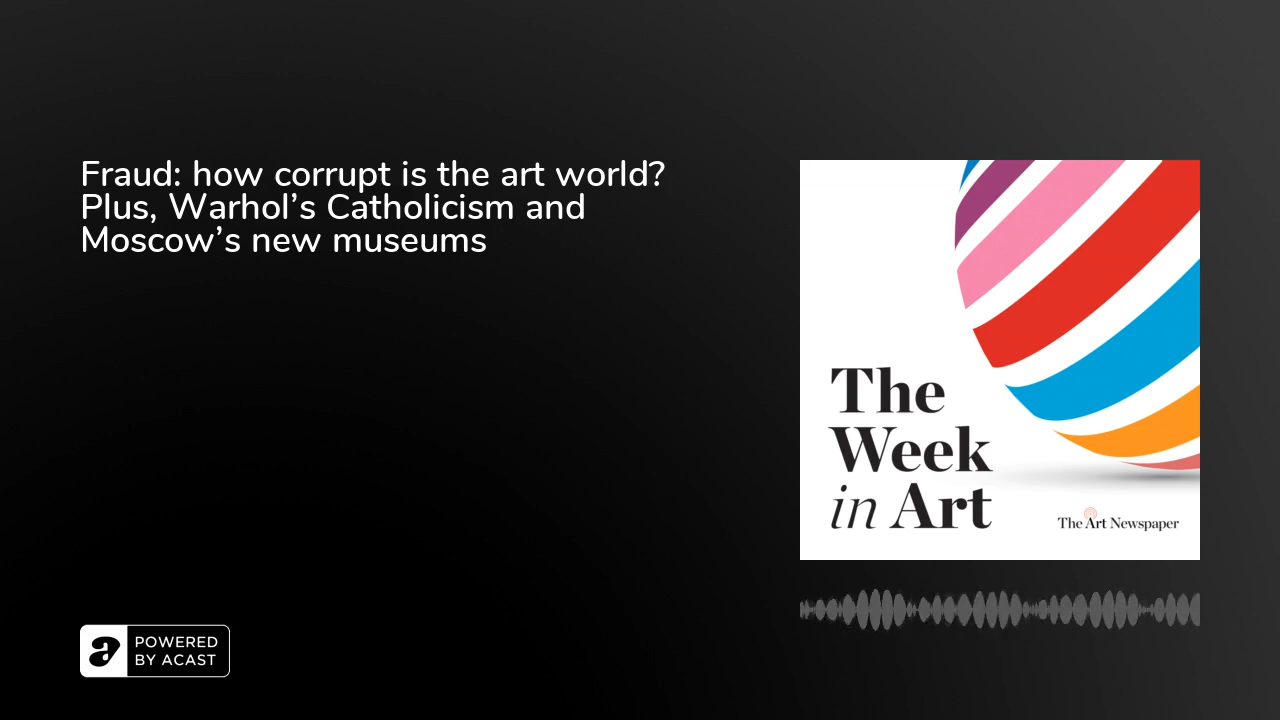 Fraud: how corrupt is the art world?
Plus, Warhol’s Catholicism and
Moscow’s new museums
The
Week
in Art
The Art Newspaper
POWERED
BY ACAST